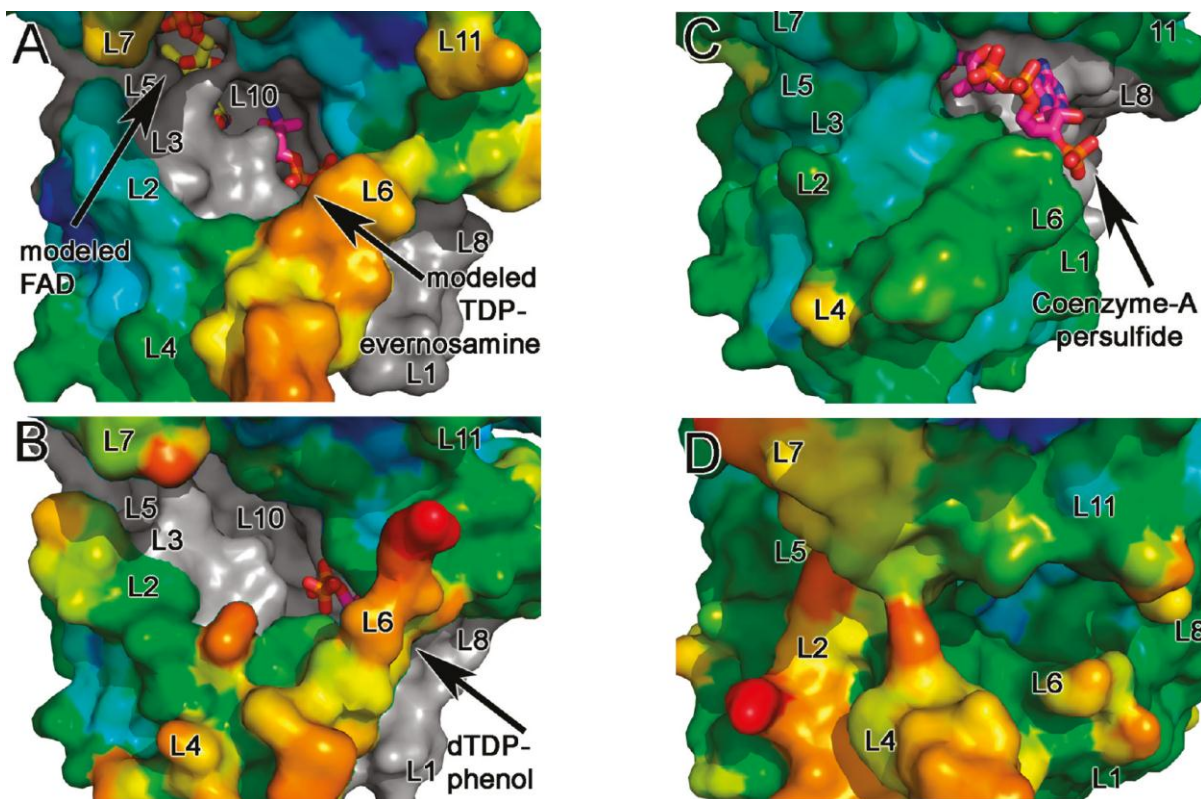 A
L7
L11
L5
L10
L3
L2
L6
L8
modeled
FAD
modeled
TDP-
evernosamine
L4
L1
B
L7
L11
L5
L10
L3
L2
L6
L8
L4
dTDP-
phenol
L1
C
L7
11
L5
L8
L3
L2
L6
L1
L4
Coenzyme-A
persulfide
D
L7
L11
L5
L8
L2
L6
L4
L1